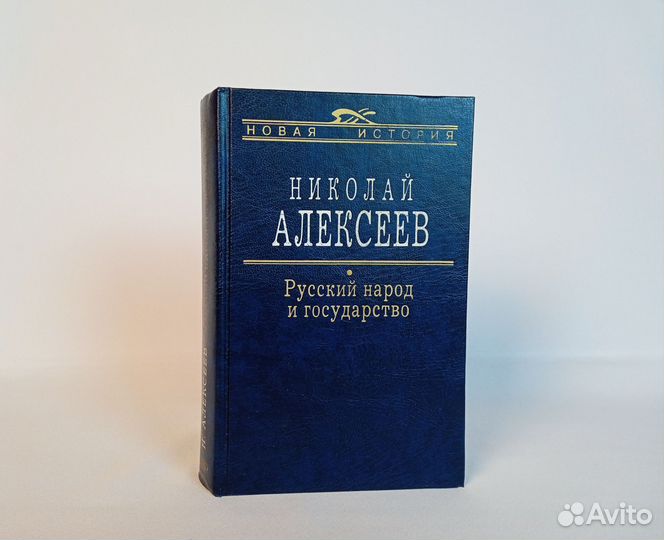 НОВАЯ ИСТОРИЯ
НИКОЛАЙ
АЛЕКСЕЕВ
Русский народ
и государство
Н. АЛЕКСЕЕВ
Avito